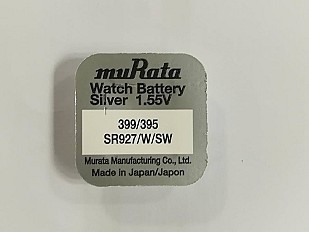 muRata
Watch Battery
Silver 1.55V
399/395
SR927/W/SW
Murata Manufacturing Co., Ltd.
Made in Japan/Japon